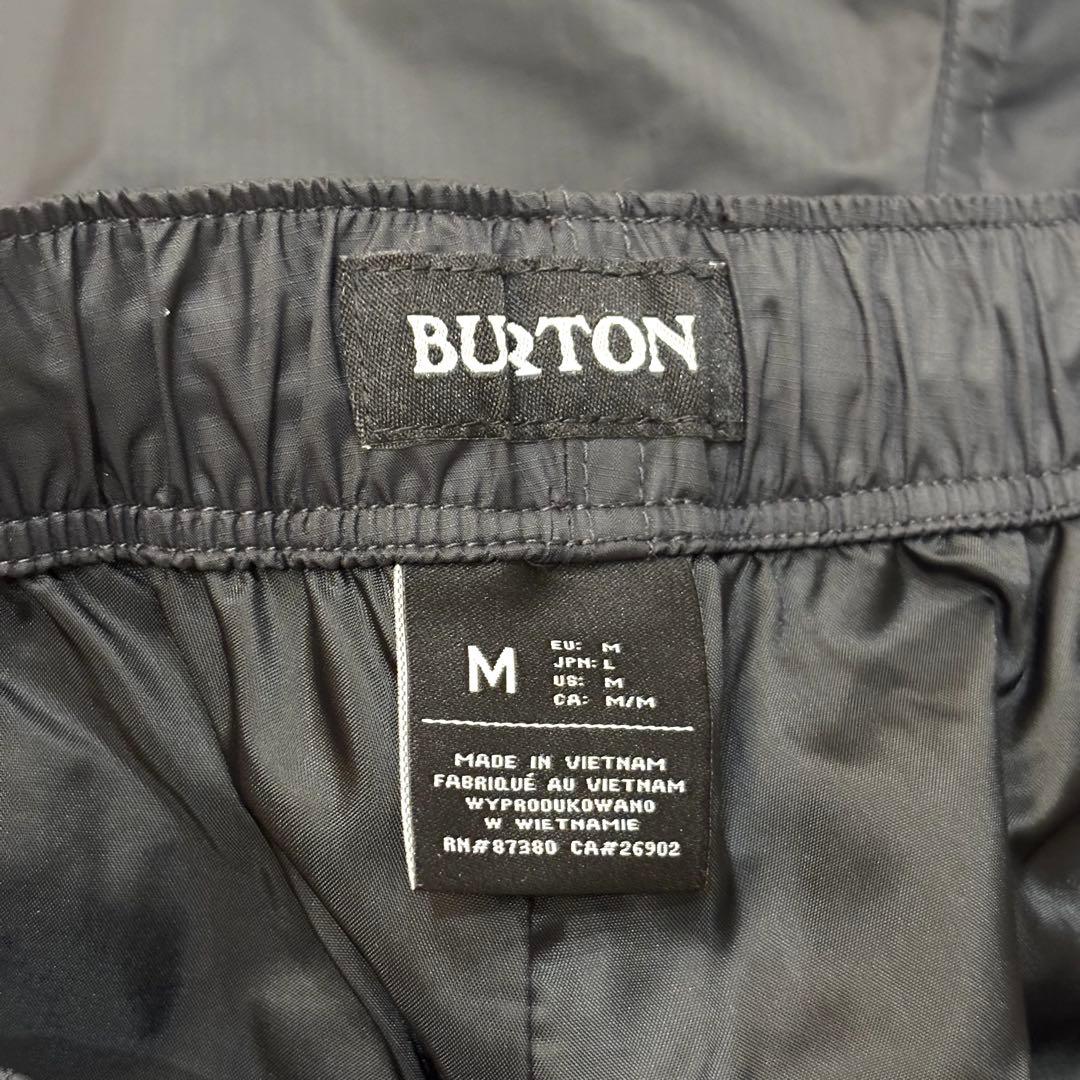 BURTON
M
EU: M
JPN: L
US: M
CA: M/M
MADE IN VIETNAM
FABRIQUÉ AU VIETNAM
WYPRODUKOWANO
W WIETNAMIE
RN#87380 CA#26902